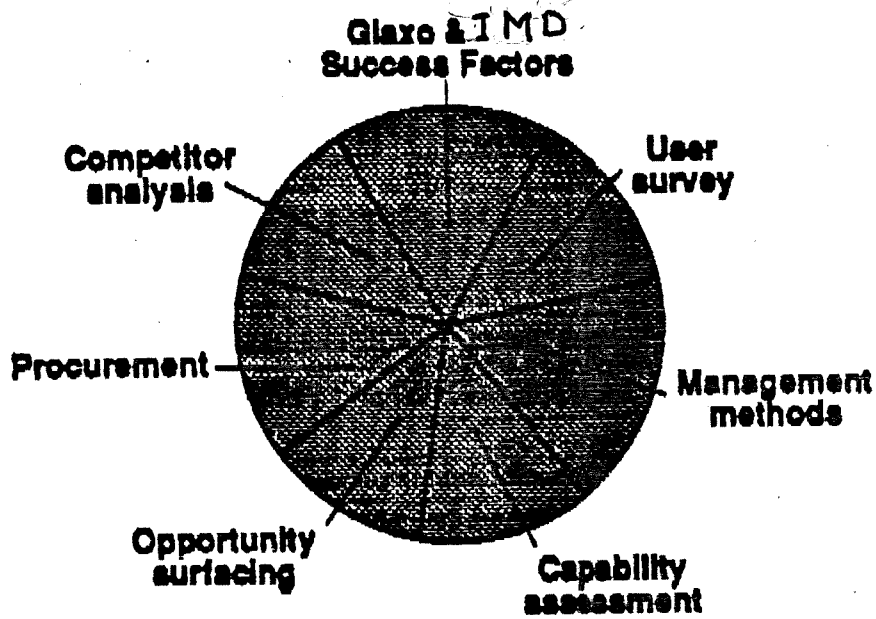 Glaxo & IMD
Success Factors
User
survey
Management
methods
Capability
assessment
Opportunity
surfacing
Procurement
Competitor
analysis